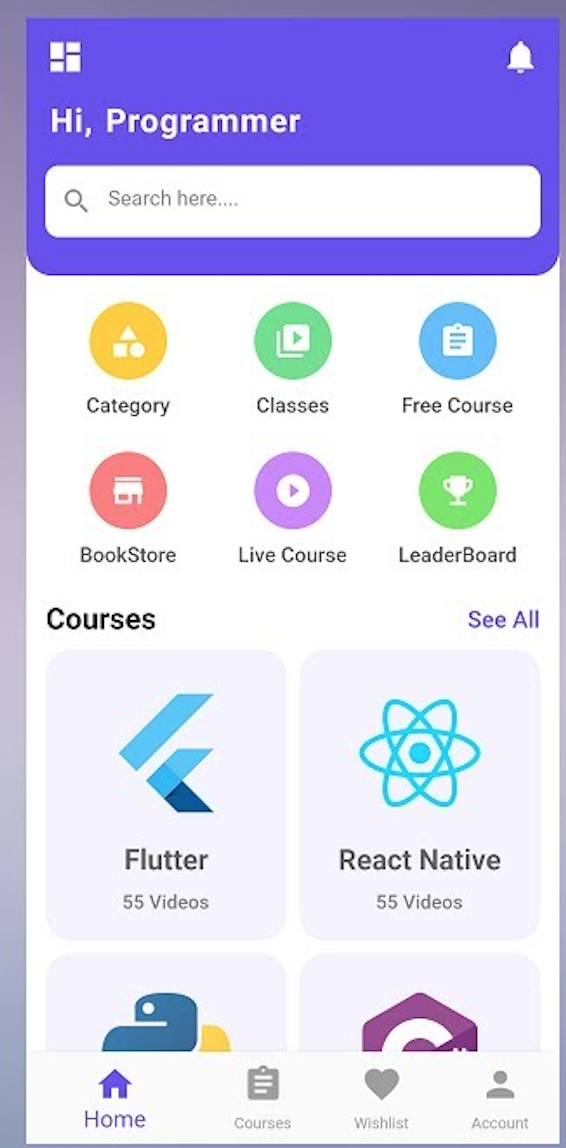 Hi, Programmer
Search here....
Category Classes Free Course
BookStore Live Course LeaderBoard
Courses See All
Flutter React Native
55 Videos 55 Videos
Home Courses Wishlist Account